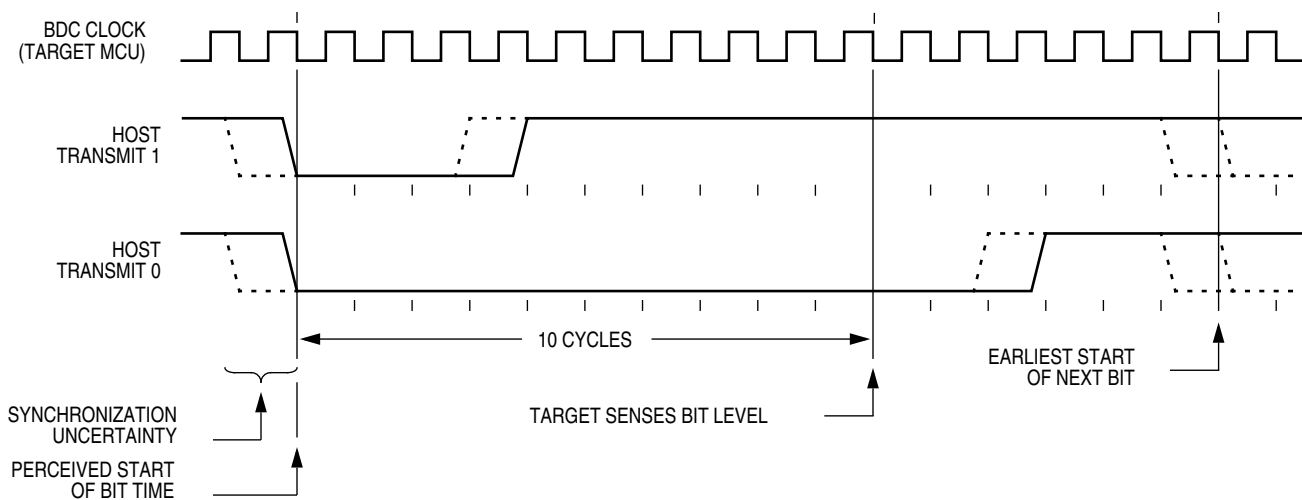 BDC CLOCK
(TARGET MCU)
HOST
TRANSMIT 1
HOST
TRANSMIT 0
10 CYCLES
EARLIEST START
OF NEXT BIT
TARGET SENSES BIT LEVEL
SYNCHRONIZATION
UNCERTAINTY
PERCEIVED START
OF BIT TIME